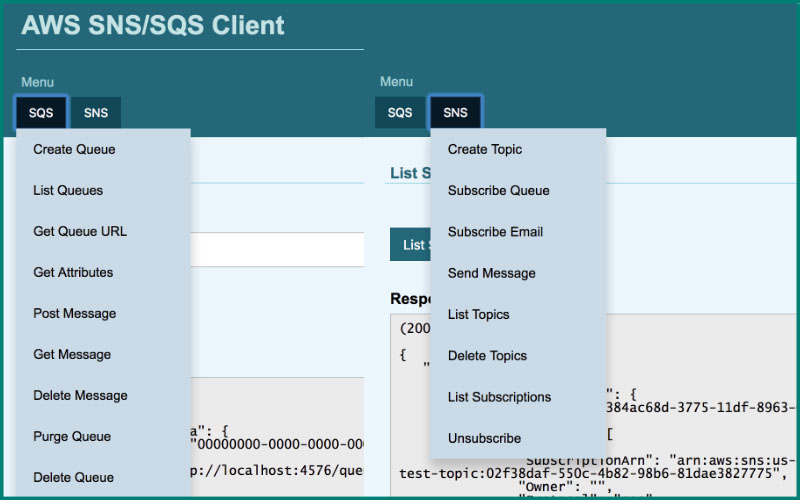 AWS SNS/SQS Client
Menu
SQS SNS
Create Queue
List Queues
Get Queue URL
Get Attributes
Post Message
Get Message
Delete Message
Purge Queue
Delete Queue
a": {
"00000000-0000-0000-00
p://localhost:4576/que
Menu
SQS SNS
List S
Create Topic
Subscribe Queue
Subscribe Email
Send Message
List Topics
Delete Topics
List Subscriptions
Unsubscribe
List
Respo
(200
{
"
": {
384ac68d-3775-11df-8963-
[
"SubscriptionArn": "arn:aws:sns:us-
test-topic:02f38daf-550c-4b82-98b6-81dae3827775",
"Owner": "",